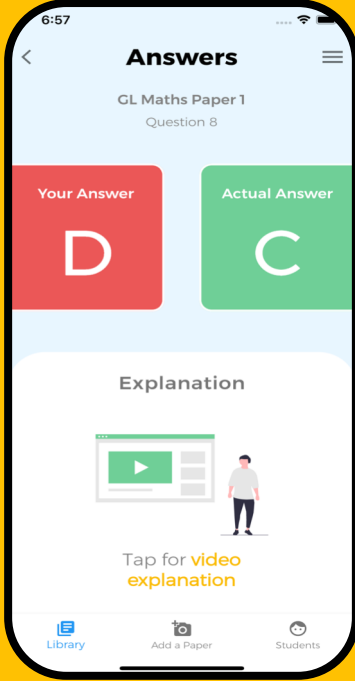 6:57
Answers
GL Maths Paper 1
Question 8
Your Answer
D
Actual Answer
C
Explanation
Tap for video
explanation
Library
Add a Paper
Students